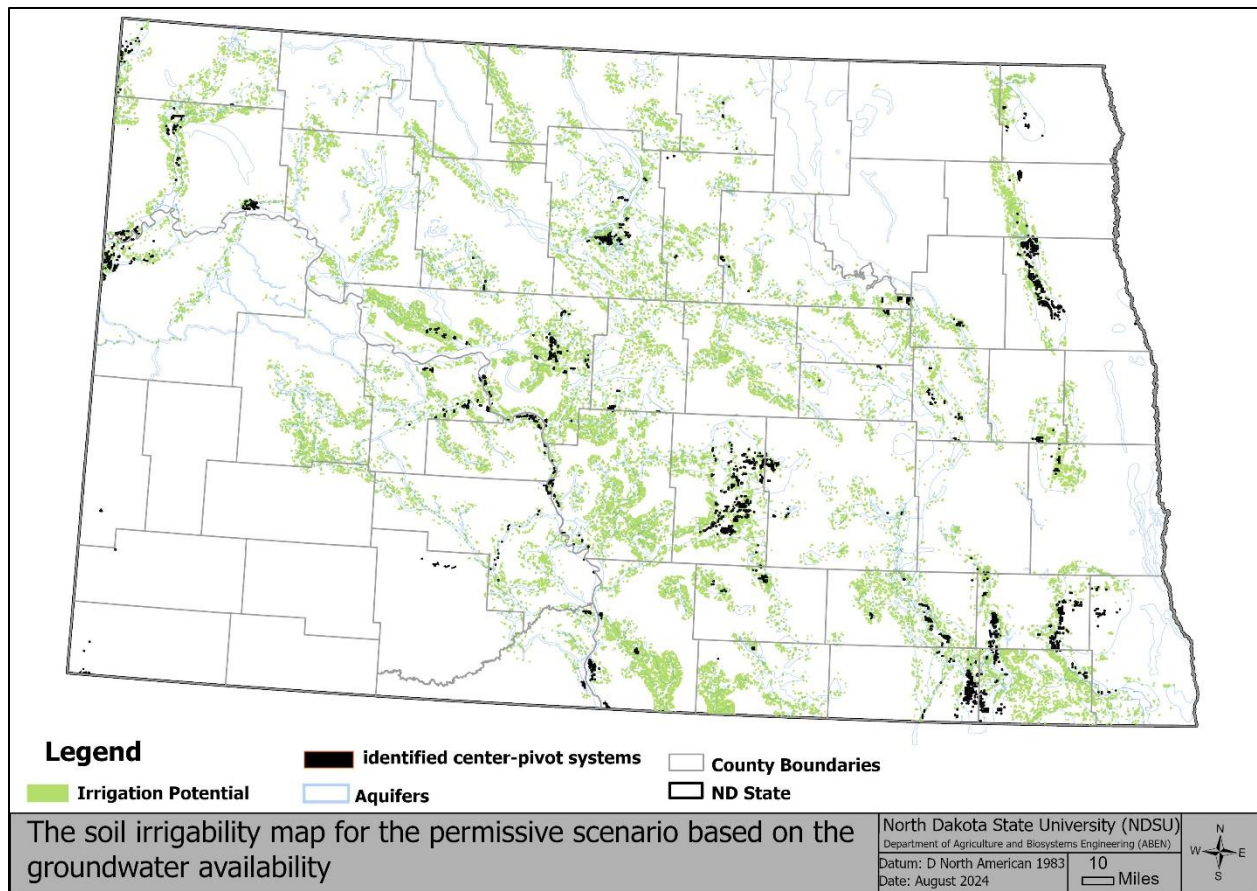 Legend
identified center-pivot systems
County Boundaries
Irrigation Potential
Aquifers
ND State
The soil irrigability map for the permissive scenario based on the
groundwater availability
North Dakota State University (NDSU)
Department of Agriculture and Biosystems Engineering (ABEN)
Datum: D North American 1983
Date: August 2024
10
Miles
N
W E
S